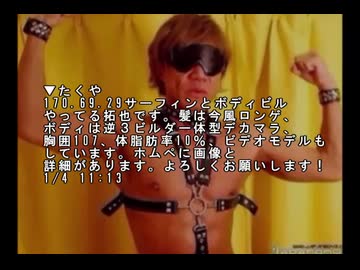 ▼たくや
170.69.29サーフィンとボディビル
やってる拓也です。髪は今風ロンゲ、
ボディは逆３ビルダー体型デカマラ、
胸囲107、体脂肪率10%、ビデオモデルも
しています。ホムペに画像と
詳細があります。よろしくお願いします！
1/4 11:13